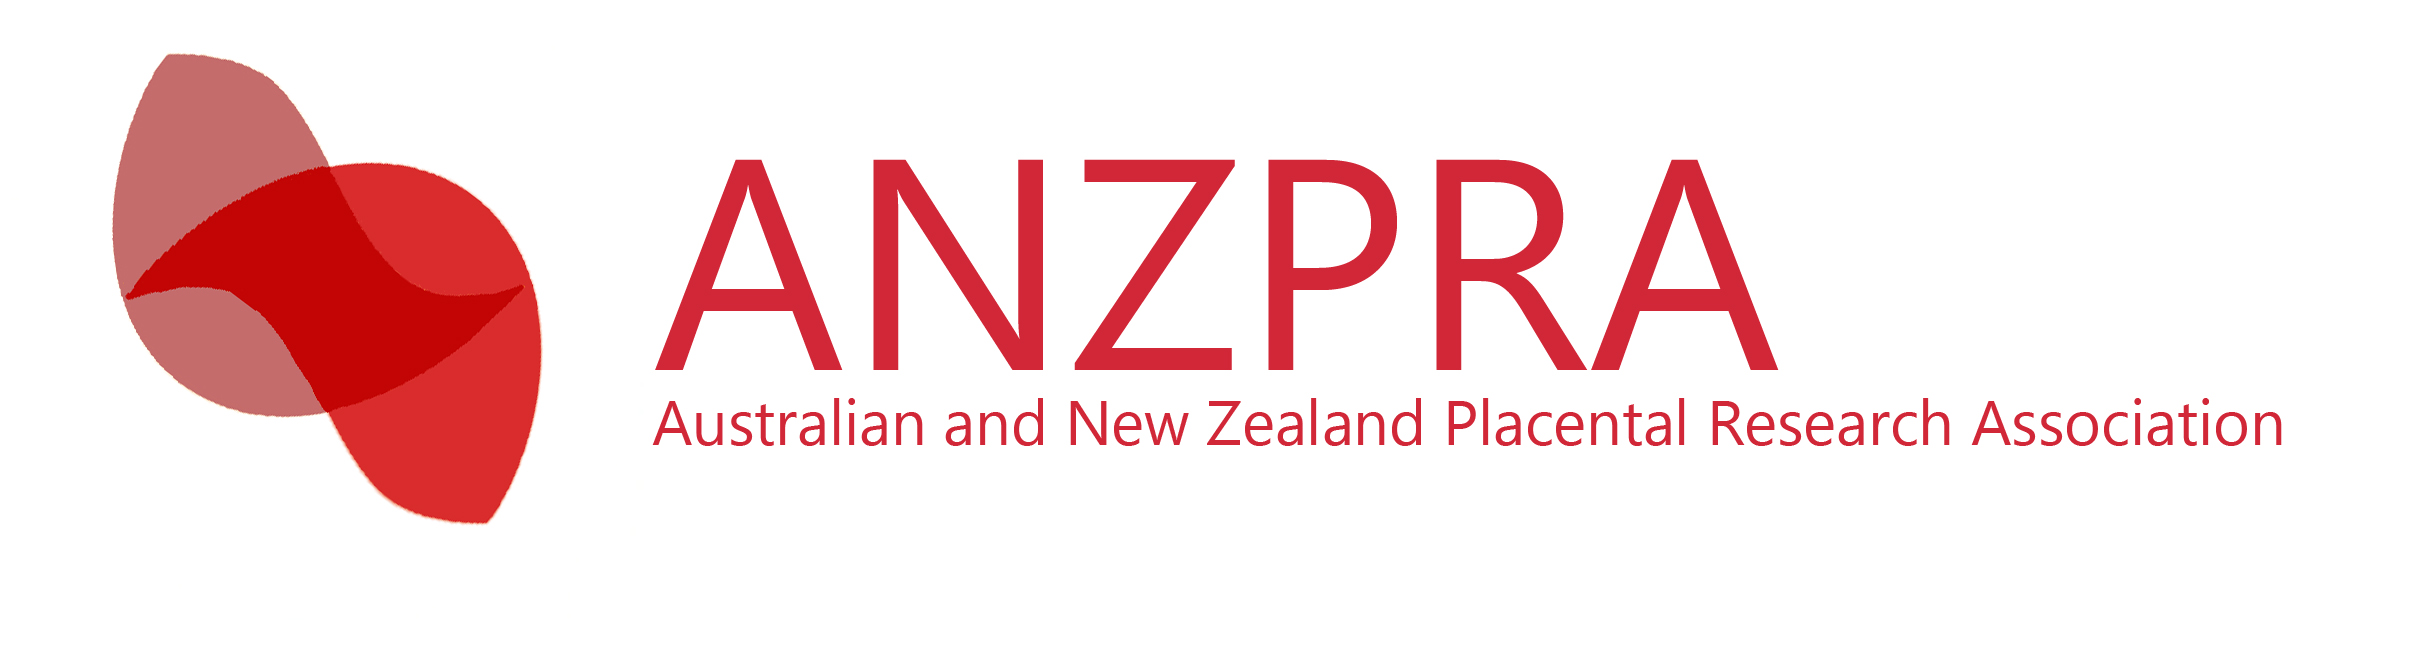 ANZPRA
Australian and New Zealand Placental Research Association